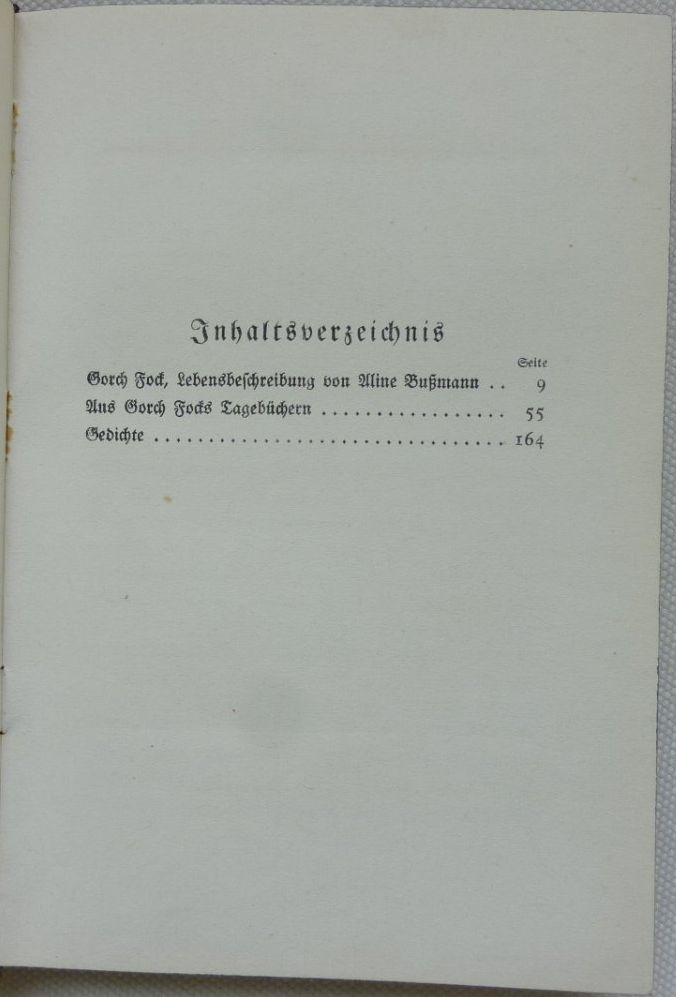 Inhaltsverzeichnis
Seite
Gorch Fock, Lebensbeschreibung von Aline Bußmann . . 9
Aus Gorch Focks Tagebüchern . . . . . . . . . . . . . . . . . 55
Gedichte . . . . . . . . . . . . . . . . . . . . . . . . . . . . . . . . . 164